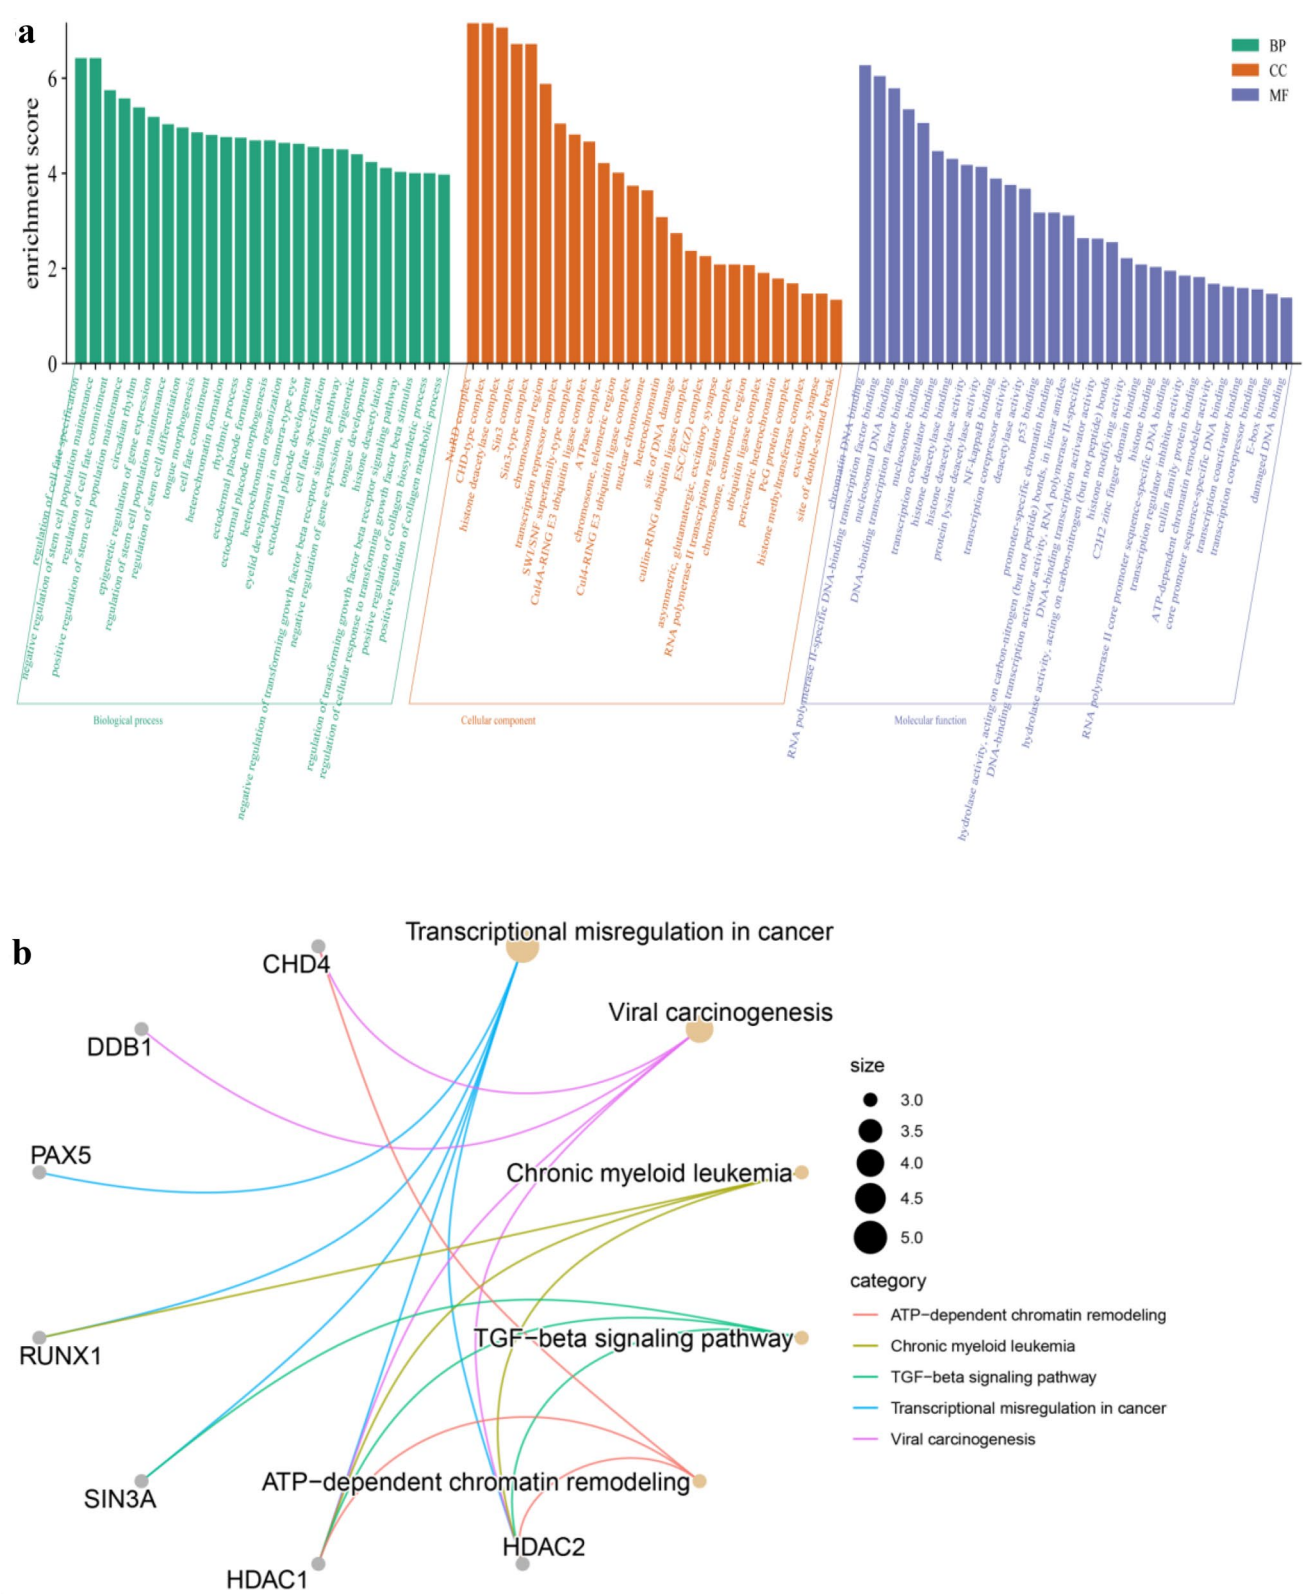 a
BP
CC
MF
enrichment score
6
4
2
0
regulation of cell fate specification
negative regulation of stem cell population maintenance
regulation of cell fate commitment
positive regulation of stem cell population maintenance
circadian rhythm
epigenetic regulation of gene expression
regulation of stem cell population maintenance
regulation of stem cell differentiation
tongue morphogenesis
cell fate commitment
heterochromatin formation
rhythmic process
ectodermal placode formation
ectodermal placode morphogenesis
heterochromatin organization
eyelid development in camera-type eye
ectodermal placode development
cell fate specification
negative regulation of transforming growth factor beta receptor signaling pathway
negative regulation of gene expression, epigenetic
tongue development
histone deacetylation
regulation of transforming growth factor beta receptor signaling pathway
regulation of cellular response to transforming growth factor beta stimulus
positive regulation of collagen biosynthetic process
positive regulation of collagen metabolic process
NuRD complex
CHD-type complex
histone deacetylase complex
Sin3 complex
Sin3-type complex
chromosomal region
transcription repressor complex
SWI/SNF superfamily-type complex
Cul4A-RING E3 ubiquitin ligase complex
ATPase complex
chromosome, telomeric region
Cul4-RING E3 ubiquitin ligase complex
nuclear chromosome
heterochromatin
site of DNA damage
cullin-RING ubiquitin ligase complex
ESC/E(Z) complex
asymmetric, glutamatergic, excitatory synapse
RNA polymerase II transcription regulator complex
chromosome, centromeric region
ubiquitin ligase complex
pericentric heterochromatin
PcG protein complex
histone methyltransferase complex
excitatory synapse
site of double-strand break
chromatin DNA binding
RNA polymerase II-specific DNA-binding transcription factor binding
nucleosomal DNA binding
DNA-binding transcription factor binding
nucleosome binding
transcription coregulator binding
histone deacetylase binding
histone deacetylase activity
protein lysine deacetylase activity
NF-kappaB binding
transcription corepressor activity
deacetylase activity
p53 binding
promoter-specific chromatin binding
hydrolase activity, acting on carbon-nitrogen (but not peptide) bonds, in linear amides
DNA-binding transcription activator activity, RNA polymerase II-specific
DNA-binding transcription activator activity
hydrolase activity, acting on carbon-nitrogen (but not peptide) bonds
histone modifying activity
C2H2 zinc finger domain binding
histone binding
RNA polymerase II core promoter sequence-specific DNA binding
transcription regulator inhibitor activity
cullin family protein binding
ATP-dependent chromatin remodeler activity
core promoter sequence-specific DNA binding
transcription coactivator binding
transcription corepressor binding
E-box binding
damaged DNA binding
Biological process
Cellular component
Molecular function
b
Transcriptional misregulation in cancer
CHD4
Viral carcinogenesis
DDB1
PAX5
Chronic myeloid leukemia
RUNX1
TGF−beta signaling pathway
SIN3A
ATP−dependent chromatin remodeling
HDAC2
HDAC1
size
3.0
3.5
4.0
4.5
5.0
category
ATP−dependent chromatin remodeling
Chronic myeloid leukemia
TGF−beta signaling pathway
Transcriptional misregulation in cancer
Viral carcinogenesis